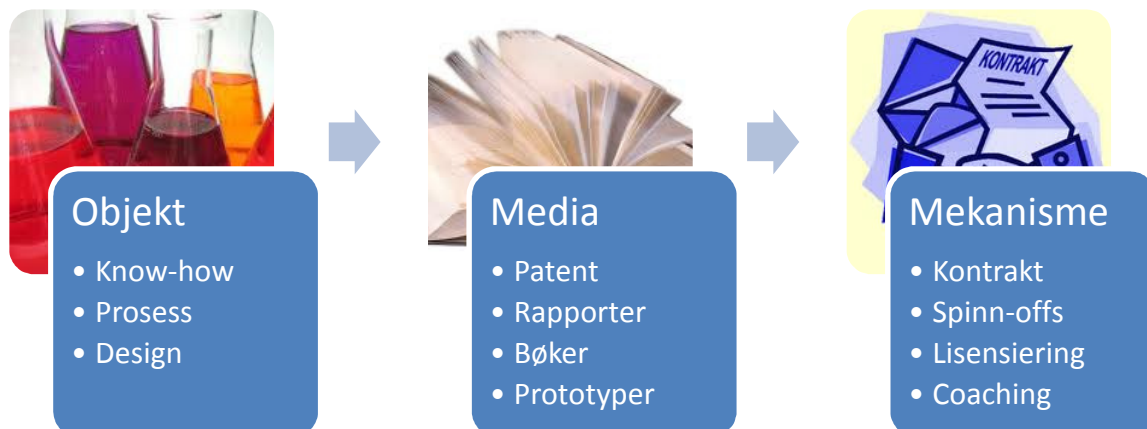 KONTRAKT
Objekt
• Know-how
• Prosess
• Design
Media
• Patent
• Rapporter
• Bøker
• Prototyper
Mekanisme
• Kontrakt
• Spinn-offs
• Lisensiering
• Coaching